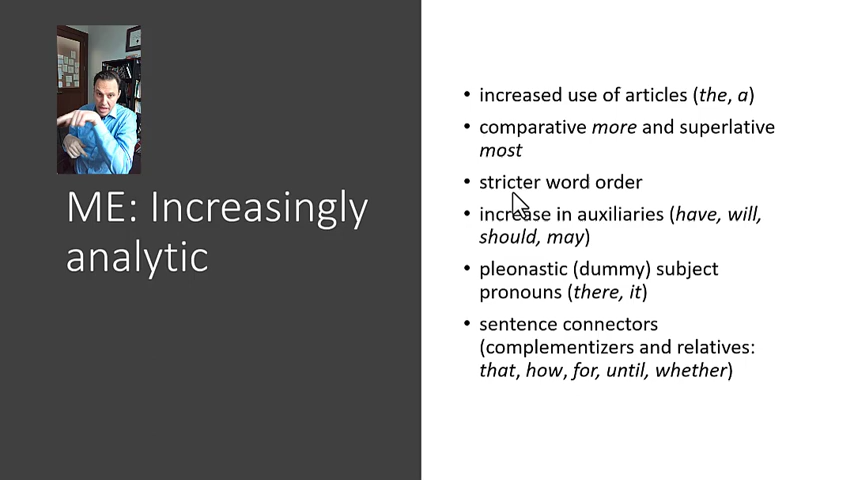 ME: Increasingly
analytic
• increased use of articles (the, a)
• comparative more and superlative
most
• stricter word order
• increase in auxiliaries (have, will,
should, may)
• pleonastic (dummy) subject
pronouns (there, it)
• sentence connectors
(complementizers and relatives:
that, how, for, until, whether)